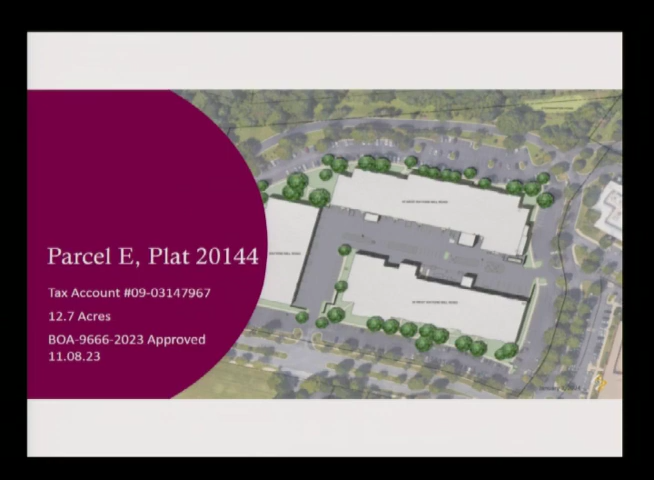 Parcel E, Plat 20144
Tax Account #09-03147967
12.7 Acres
BOA-9666-2023 Approved
11.08.23